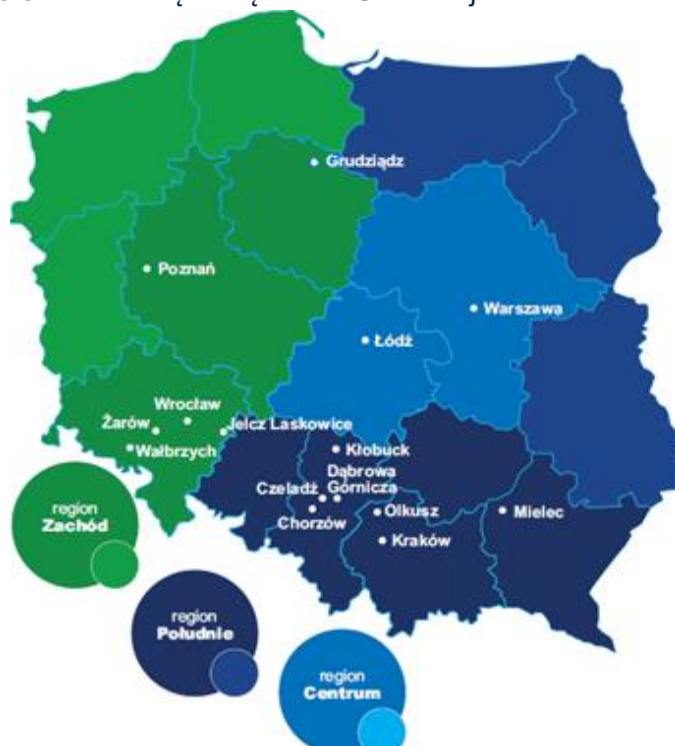 Grudziądz
Poznań
Warszawa
Łódź
Wrocław
Żarów
Jelcz Laskowice
Wałbrzych
Kłobuck
Dąbrowa
Górnicza
Czeladź
Chorzów
Olkusz
Mielec
Kraków
region
Zachód
region
Południe
region
Centrum